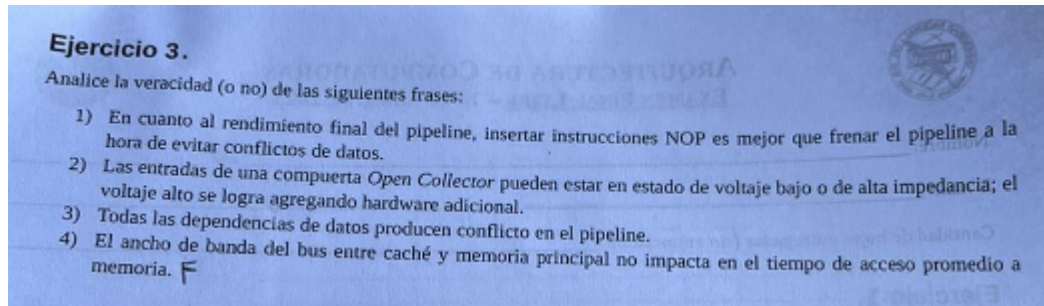 Ejercicio 3.
Analice la veracidad (o no) de las siguientes frases:
1) En cuanto al rendimiento final del pipeline, insertar instrucciones NOP es mejor que frenar el pipeline a la
hora de evitar conflictos de datos.
2) Las entradas de una compuerta Open Collector pueden estar en estado de voltaje bajo o de alta impedancia; el
voltaje alto se logra agregando hardware adicional.
3) Todas las dependencias de datos producen conflicto en el pipeline.
4) El ancho de banda del bus entre caché y memoria principal no impacta en el tiempo de acceso promedio a
memoria. F